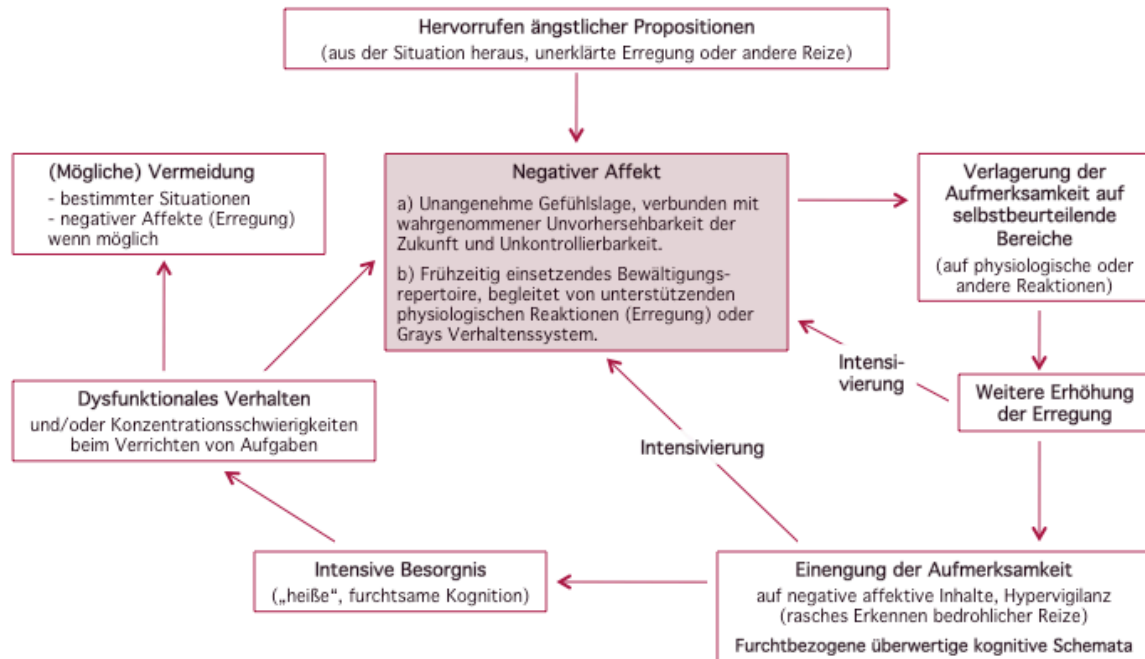 Hervorrufen ängstlicher Propositionen
(aus der Situation heraus, unerklärte Erregung oder andere Reize)
(Mögliche) Vermeidung
- bestimmter Situationen
- negativer Affekte (Erregung)
wenn möglich
Negativer Affekt
a) Unangenehme Gefühlslage, verbunden mit
wahrgenommener Unvorhersehbarkeit der
Zukunft und Unkontrollierbarkeit.
b) Frühzeitig einsetzendes Bewältigungs-
repertoire, begleitet von unterstützenden
physiologischen Reaktionen (Erregung) oder
Grays Verhaltenssystem.
Verlagerung der
Aufmerksamkeit auf
selbstbeurteilende
Bereiche
(auf physiologische oder
andere Reaktionen)
Intensi-
vierung
Weitere Erhöhung
der Erregung
Dysfunktionales Verhalten
und/oder Konzentrationsschwierigkeiten
beim Verrichten von Aufgaben
Intensivierung
Intensive Besorgnis
(„heiße“, furchtsame Kognition)
Einengung der Aufmerksamkeit
auf negative affektive Inhalte, Hypervigilanz
(rasches Erkennen bedrohlicher Reize)
Furchtbezogene überwertige kognitive Schemata